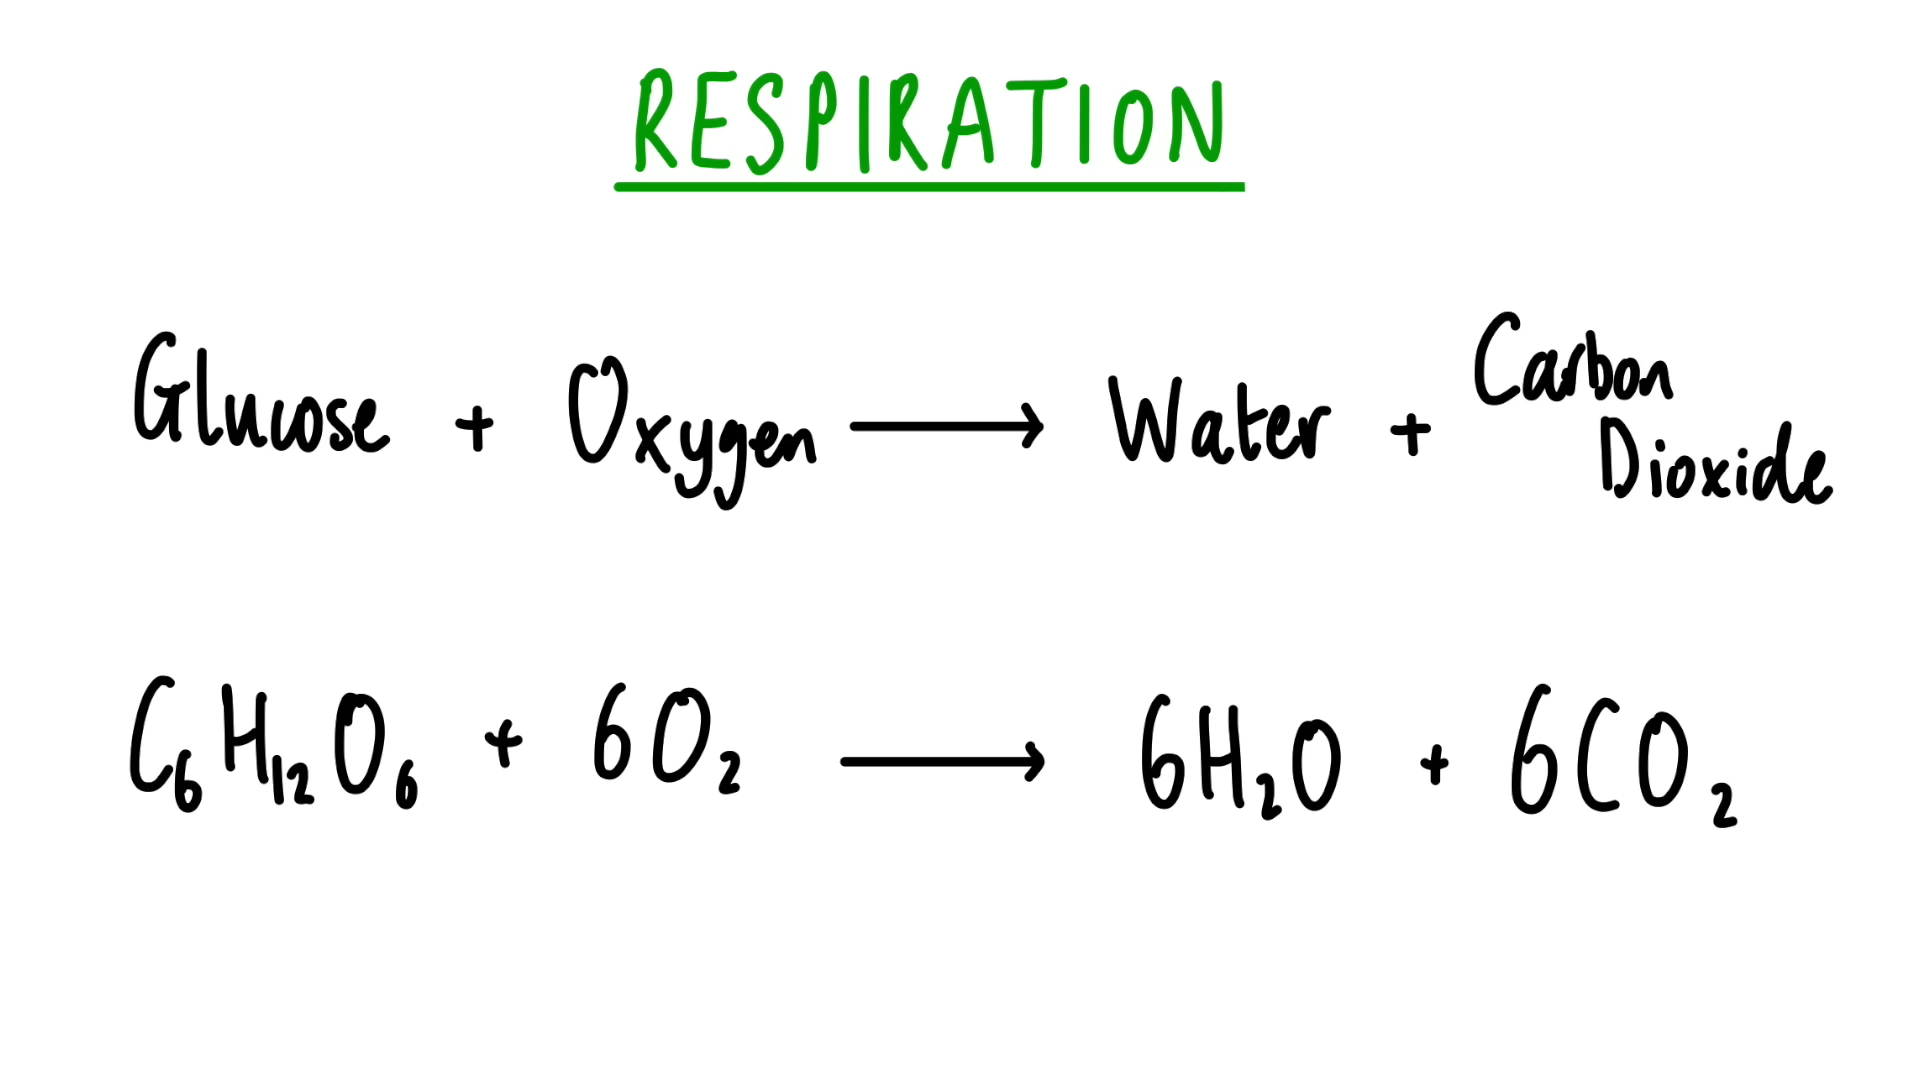 RESPIRATION
Glucose + Oxygen → Water + Carbon Dioxide
C₆H₁₂O₆ + 6O₂ → 6H₂O + 6CO₂